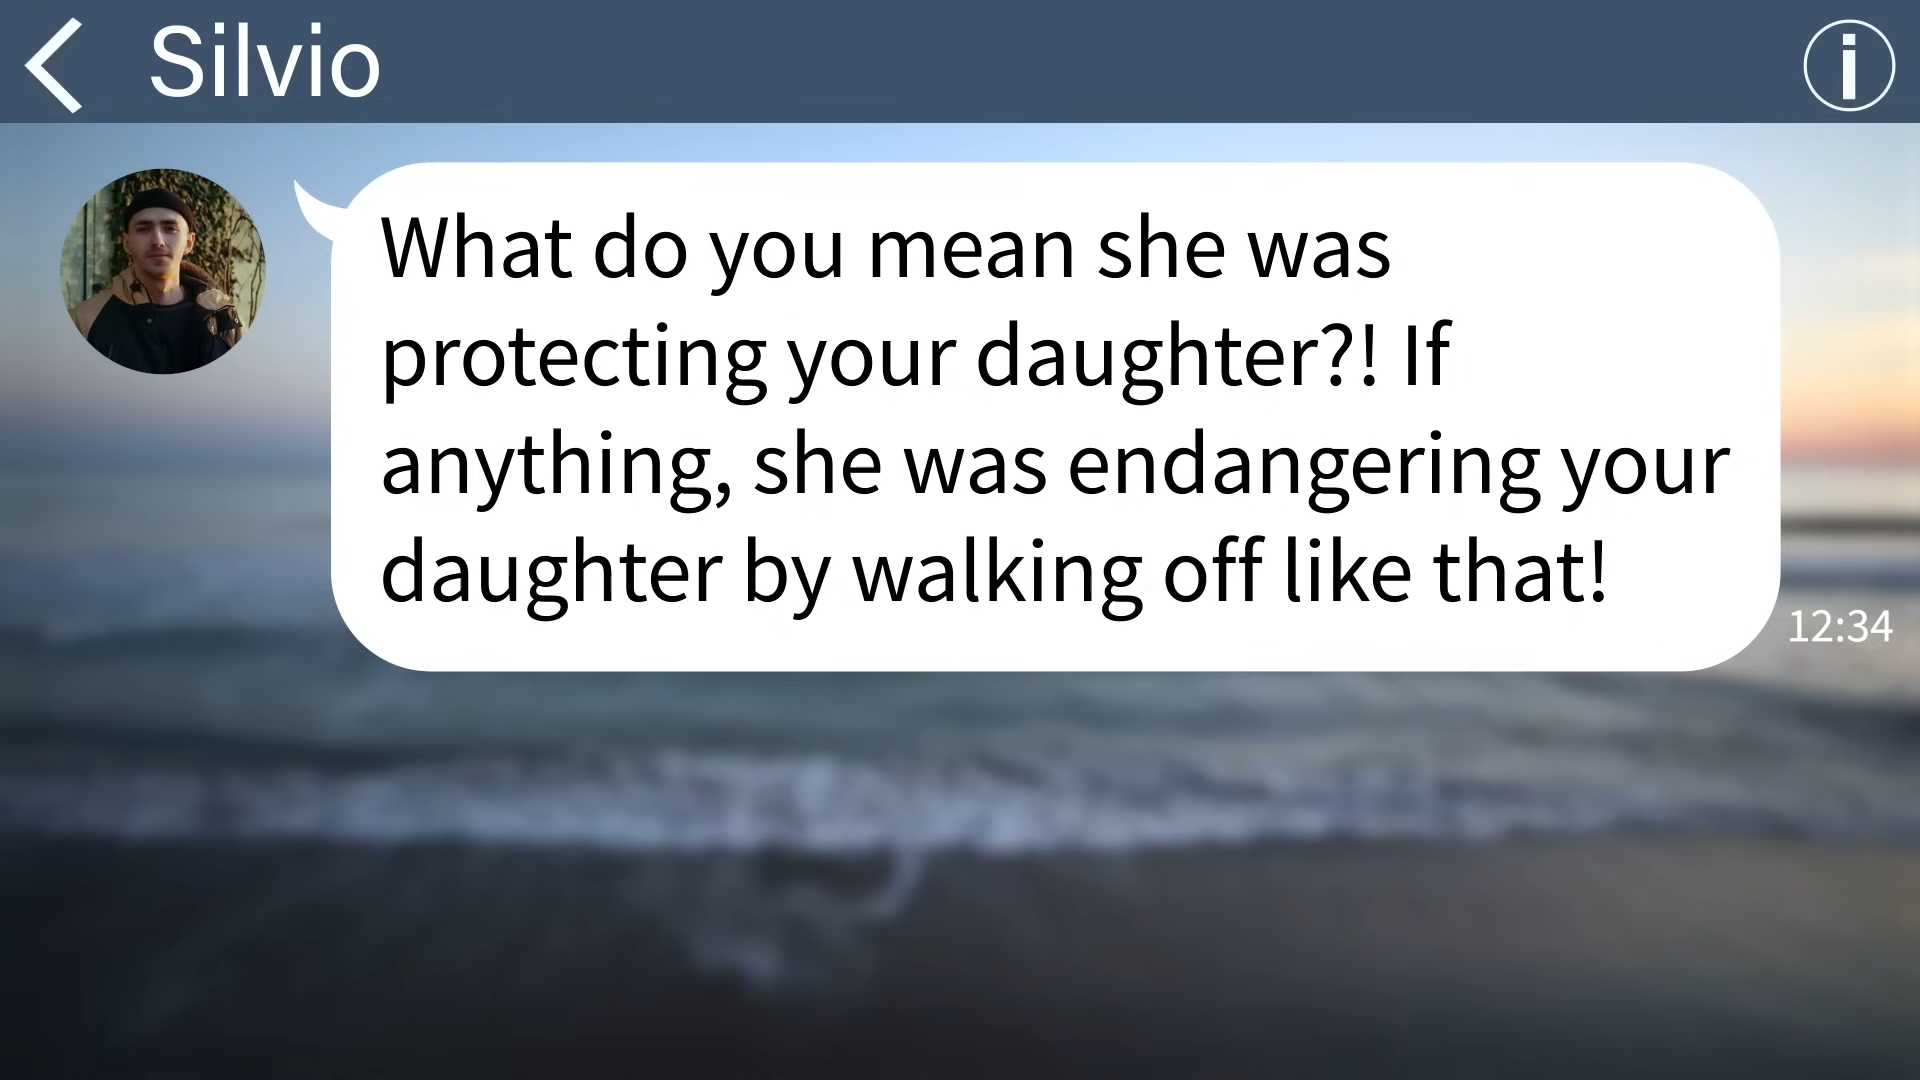 Silvio
What do you mean she was
protecting your daughter?! If
anything, she was endangering your
daughter by walking off like that!
12:34